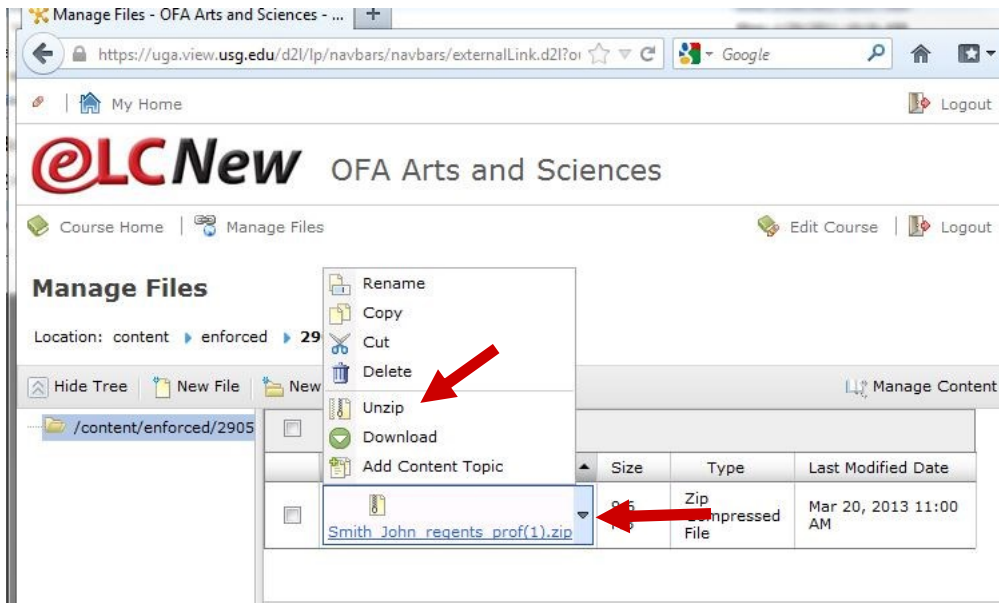 Manage Files - OFA Arts and Sciences - ...
https://uga.view.usg.edu/d2l/lp/navbars/navbars/externalLink.d2l?ou
Google
My Home
Logout
eLC New OFA Arts and Sciences
Course Home | Manage Files
Edit Course | Logout
Manage Files
Rename
Copy
Location: content enforced 29
Cut
Delete
Hide Tree New File New
Manage Content
Unzip
/content/enforced/2905
Download
Add Content Topic
Size Type Last Modified Date
Zip
Compressed
File
Mar 20, 2013 11:00
AM
Smith_John_regents_prof(1).zip